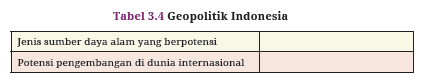 Tabel 3.4 Geopolitik Indonesia
Jenis sumber daya alam yang berpotensi
Potensi pengembangan di dunia internasional